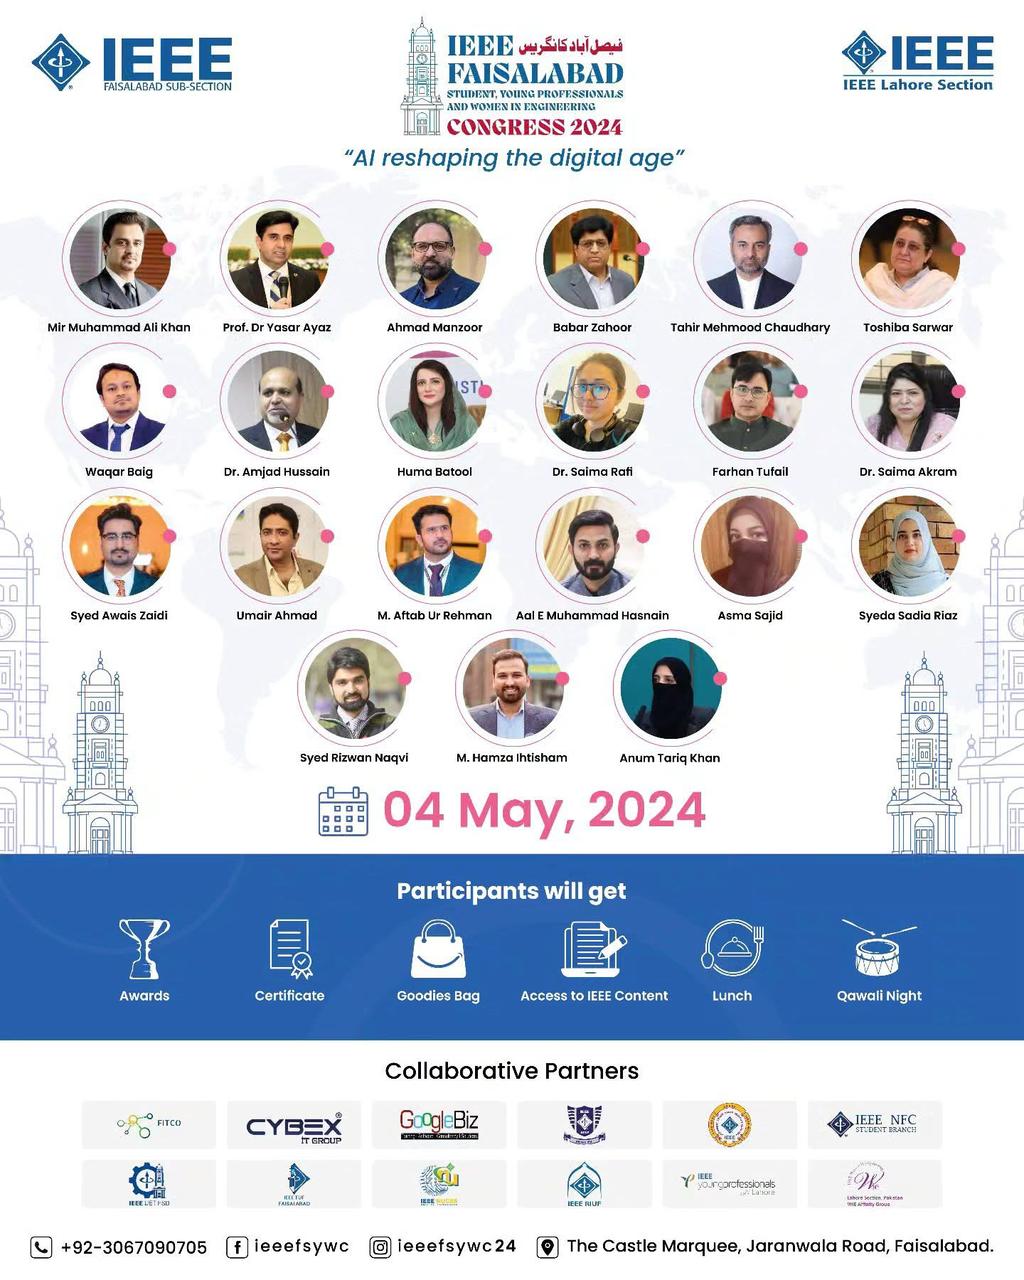 IEEE
FAISALABAD SUB-SECTION
IEEE فیصل آباد کانگریس
FAISALABAD
STUDENT, YOUNG PROFESSIONALS
AND WOMEN IN ENGINEERING
CONGRESS 2024
IEEE
IEEE Lahore Section
“AI reshaping the digital age”
Mir Muhammad Ali Khan
Prof. Dr Yasar Ayaz
Ahmad Manzoor
Babar Zahoor
Tahir Mehmood Chaudhary
Toshiba Sarwar
Waqar Baig
Dr. Amjad Hussain
Huma Batool
Dr. Saima Rafi
Farhan Tufail
Dr. Saima Akram
Syed Awais Zaidi
Umair Ahmad
M. Aftab Ur Rehman
Aal E Muhammad Hasnain
Asma Sajid
Syeda Sadia Riaz
Syed Rizwan Naqvi
M. Hamza Ihtisham
Anum Tariq Khan
04 May, 2024
Participants will get
Awards
Certificate
Goodies Bag
Access to IEEE Content
Lunch
Qawali Night
Collaborative Partners
FITCO
CYBEX
IT GROUP
GoogleBiz
IEEE
IEEE NFC
STUDENT BRANCH
IEEE UET FSD
IEEE TUF
FAISALABAD
IEEE RIUF
IEEE
youngprofessionals
Lahore
Lahore Section, Pakistan
WIE Affinity Group
+92-3067090705
ieeefsywc
ieeefsywc24
The Castle Marquee, Jaranwala Road, Faisalabad.